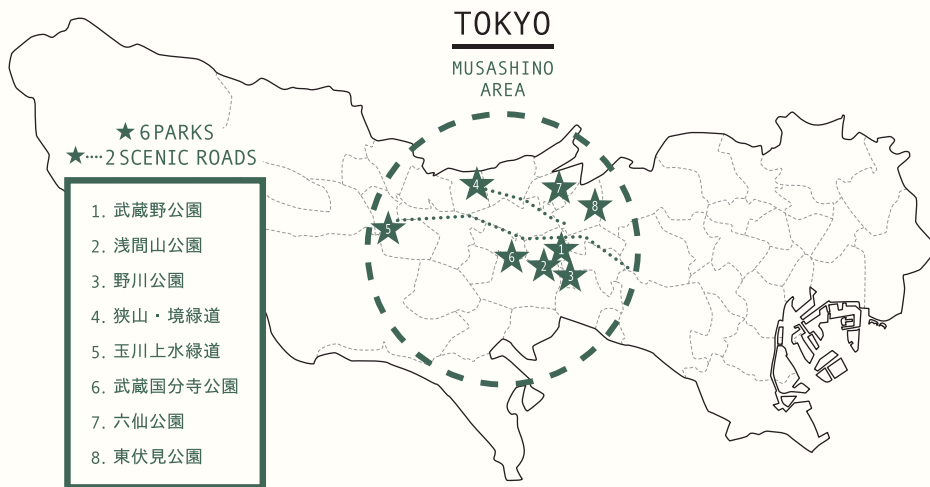 TOKYO
MUSASHINO
AREA
★ 6 PARKS
★···· 2 SCENIC ROADS
1. 武蔵野公園
2. 浅間山公園
3. 野川公園
4. 狭山・境緑道
5. 玉川上水緑道
6. 武蔵国分寺公園
7. 六仙公園
8. 東伏見公園
4
7
8
5
1
6
2
3